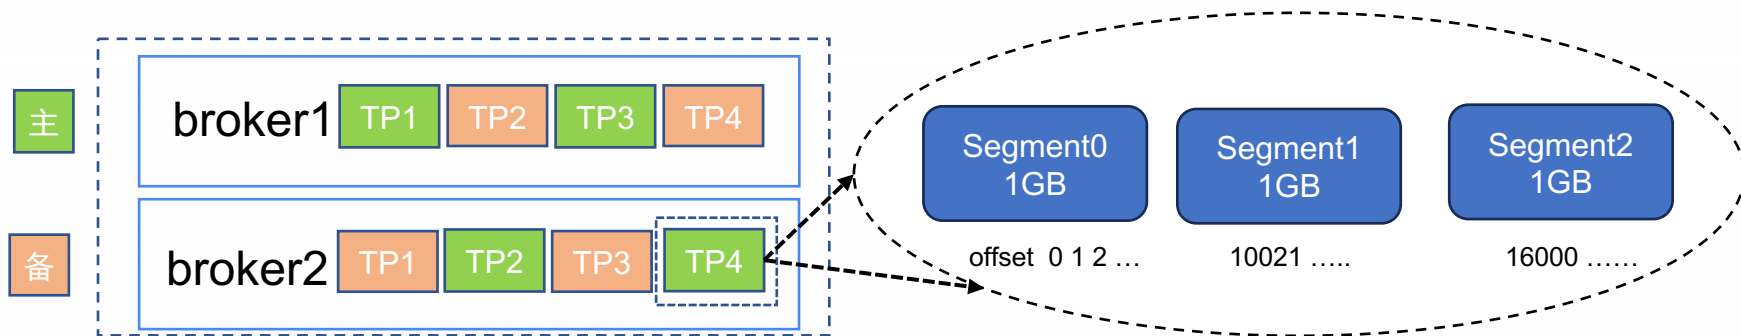 主
broker1 TP1 TP2 TP3 TP4
备
broker2 TP1 TP2 TP3 TP4
Segment0
1GB
offset 0 1 2 …
Segment1
1GB
10021 …..
Segment2
1GB
16000 ……